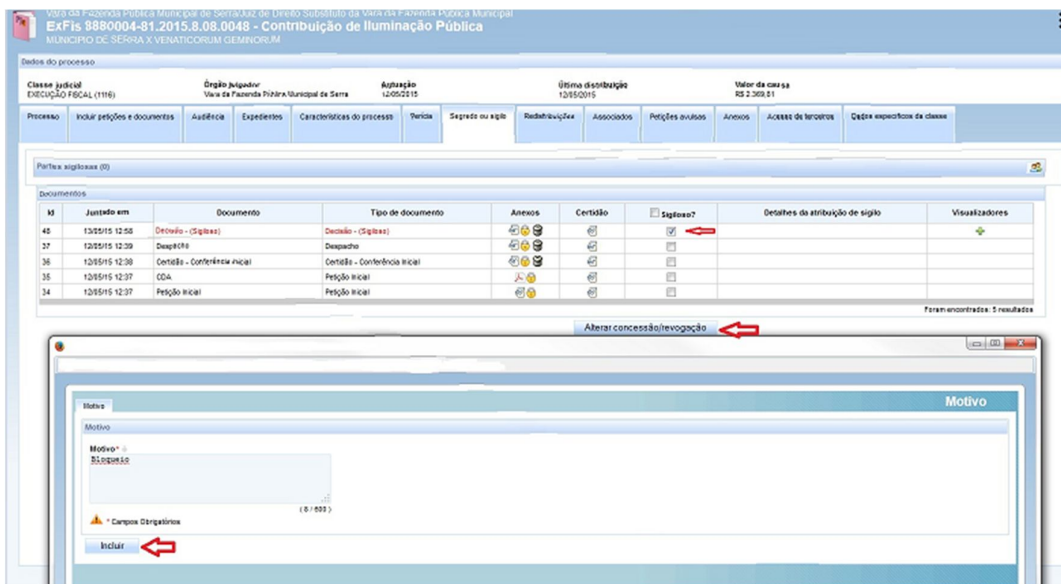 Vara da Fazenda Pública Municipal de Serra/Juiz de Direito Substituto da Vara da Fazenda Pública Municipal
ExFis 8880004-81.2015.8.08.0048 - Contribuição de Iluminação Pública
MUNICIPIO DE SERRA X VENATICORUM GEMINORUM
Dados do processo
Classe judicial Órgão julgador Autuação Última distribuição Valor da causa
EXECUÇÃO FISCAL (1116) Vara da Fazenda Pública Municipal de Serra 12/05/2015 12/05/2015 R$ 2.369,81
Processo Incluir petições e documentos Audiência Expedientes Características do processo Perícia Segredo ou sigilo Redistribuições Associados Petições avulsas Anexos Acesso de terceiros Dados específicos da classe
Partes sigilosas (0)
Documentos
Id Juntado em Documento Tipo de documento Anexos Certidão Sigiloso? Detalhes da atribuição de sigilo Visualizadores
48 13/05/15 12:58 Decisão - (Sigiloso) Decisão - (Sigiloso)
37 12/05/15 12:39 Despacho Despacho
36 12/05/15 12:38 Certidão - Conferência Inicial Certidão - Conferência Inicial
35 12/05/15 12:37 CDA Petição Inicial
34 12/05/15 12:37 Petição Inicial Petição Inicial
Foram encontrados: 5 resultados
Alterar concessão/revogação
Motivo Motivo
Motivo
Motivo*
Bloqueio
( 8 / 600 )
* Campos Obrigatórios
Incluir